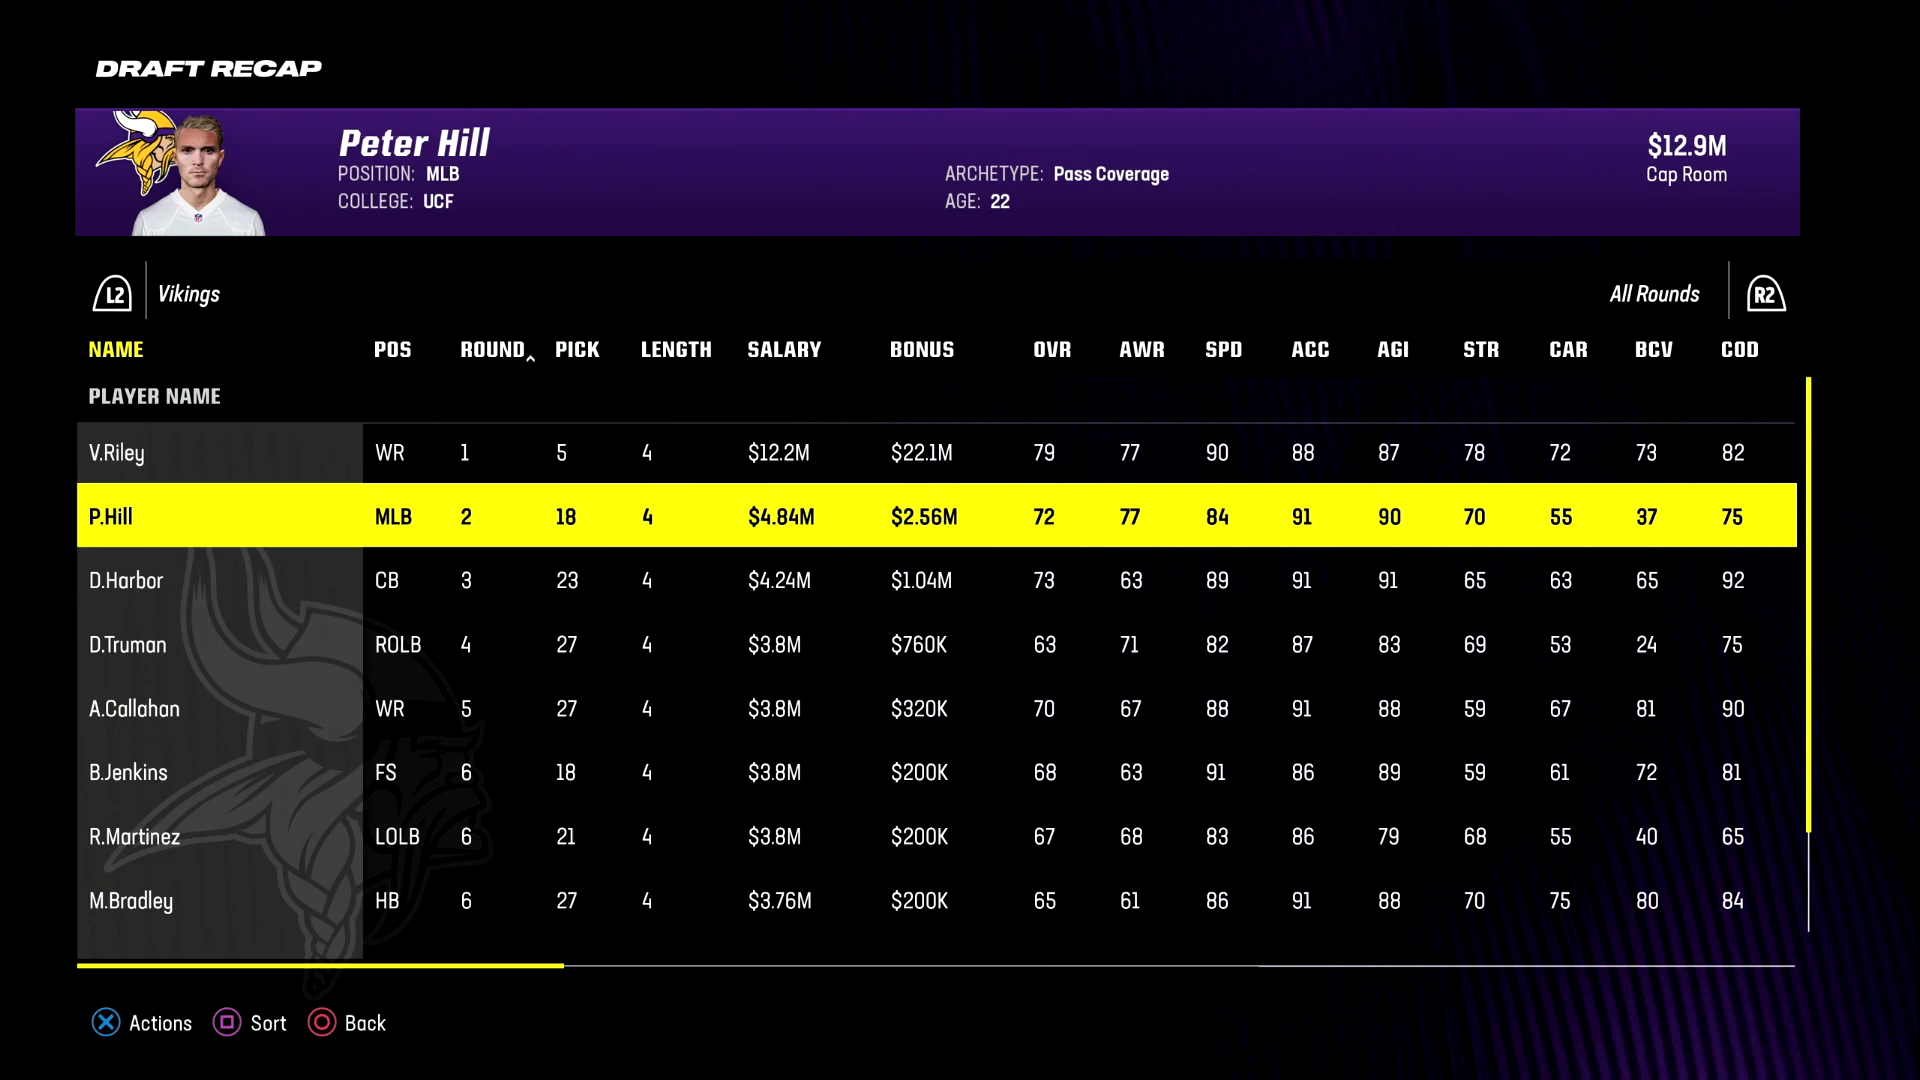 DRAFT RECAP
Peter Hill
POSITION: MLB
COLLEGE: UCF
ARCHETYPE: Pass Coverage
AGE: 22
$12.9M
Cap Room
L2 Vikings
All Rounds R2
NAME POS ROUND PICK LENGTH SALARY BONUS OVR AWR SPD ACC AGI STR CAR BCV COD
PLAYER NAME
V.Riley WR 1 5 4 $12.2M $22.1M 79 77 90 88 87 78 72 73 82
P.Hill MLB 2 18 4 $4.84M $2.56M 72 77 84 91 90 70 55 37 75
D.Harbor CB 3 23 4 $4.24M $1.04M 73 63 89 91 91 65 63 65 92
D.Truman ROLB 4 27 4 $3.8M $760K 63 71 82 87 83 69 53 24 75
A.Callahan WR 5 27 4 $3.8M $320K 70 67 88 91 88 59 67 81 90
B.Jenkins FS 6 18 4 $3.8M $200K 68 63 91 86 89 59 61 72 81
R.Martinez LOLB 6 21 4 $3.8M $200K 67 68 83 86 79 68 55 40 65
M.Bradley HB 6 27 4 $3.76M $200K 65 61 86 91 88 70 75 80 84
Actions Sort Back